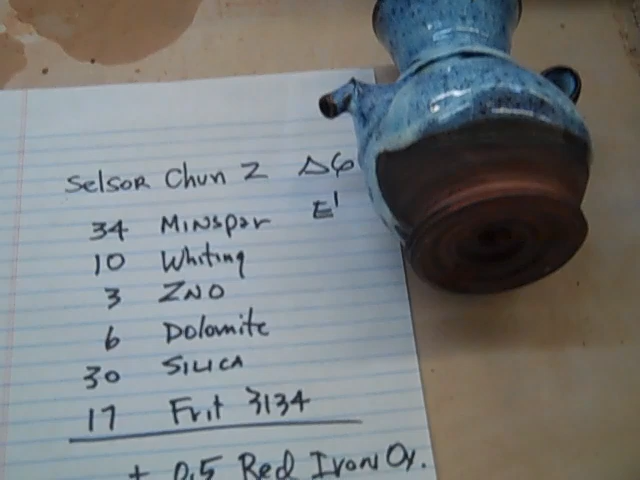 Selsor Chun 2 Δ6
E'
34 Minspar
10 Whiting
3 ZNO
6 Dolomite
30 SILICA
17 Frit 3134
+ 0.5 Red Iron Ox.